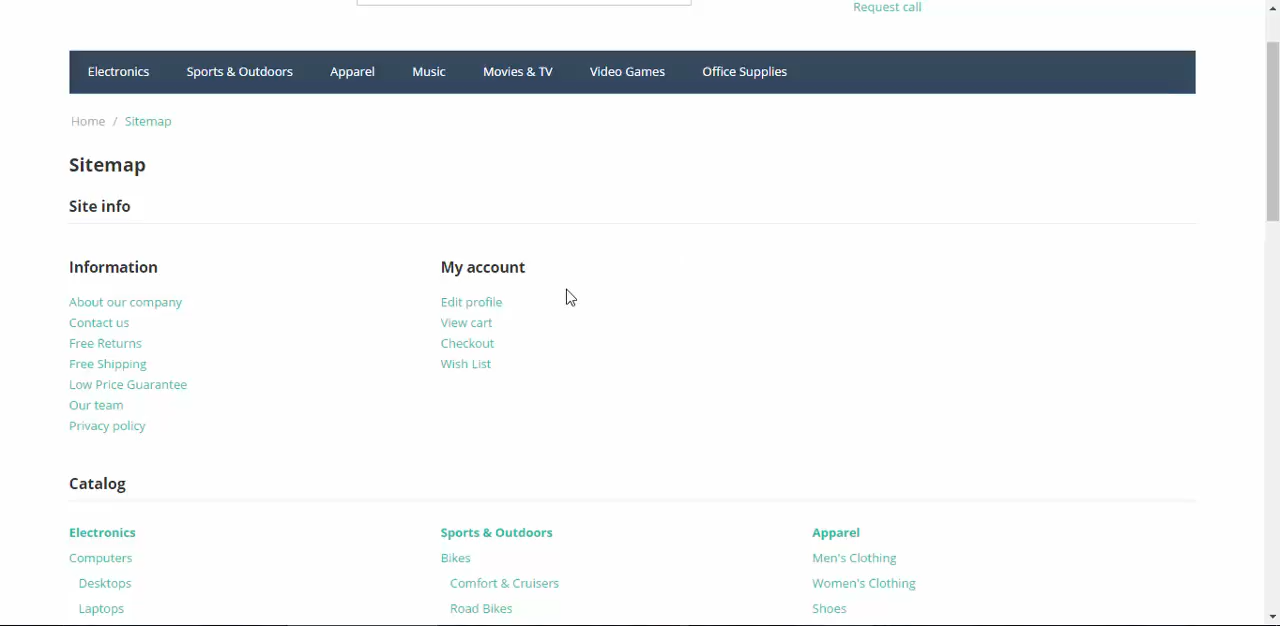 Request call
Electronics Sports & Outdoors Apparel Music Movies & TV Video Games Office Supplies
Home / Sitemap
Sitemap
Site info
Information
About our company
Contact us
Free Returns
Free Shipping
Low Price Guarantee
Our team
Privacy policy
My account
Edit profile
View cart
Checkout
Wish List
Catalog
Electronics
Computers
Desktops
Laptops
Sports & Outdoors
Bikes
Comfort & Cruisers
Road Bikes
Apparel
Men's Clothing
Women's Clothing
Shoes